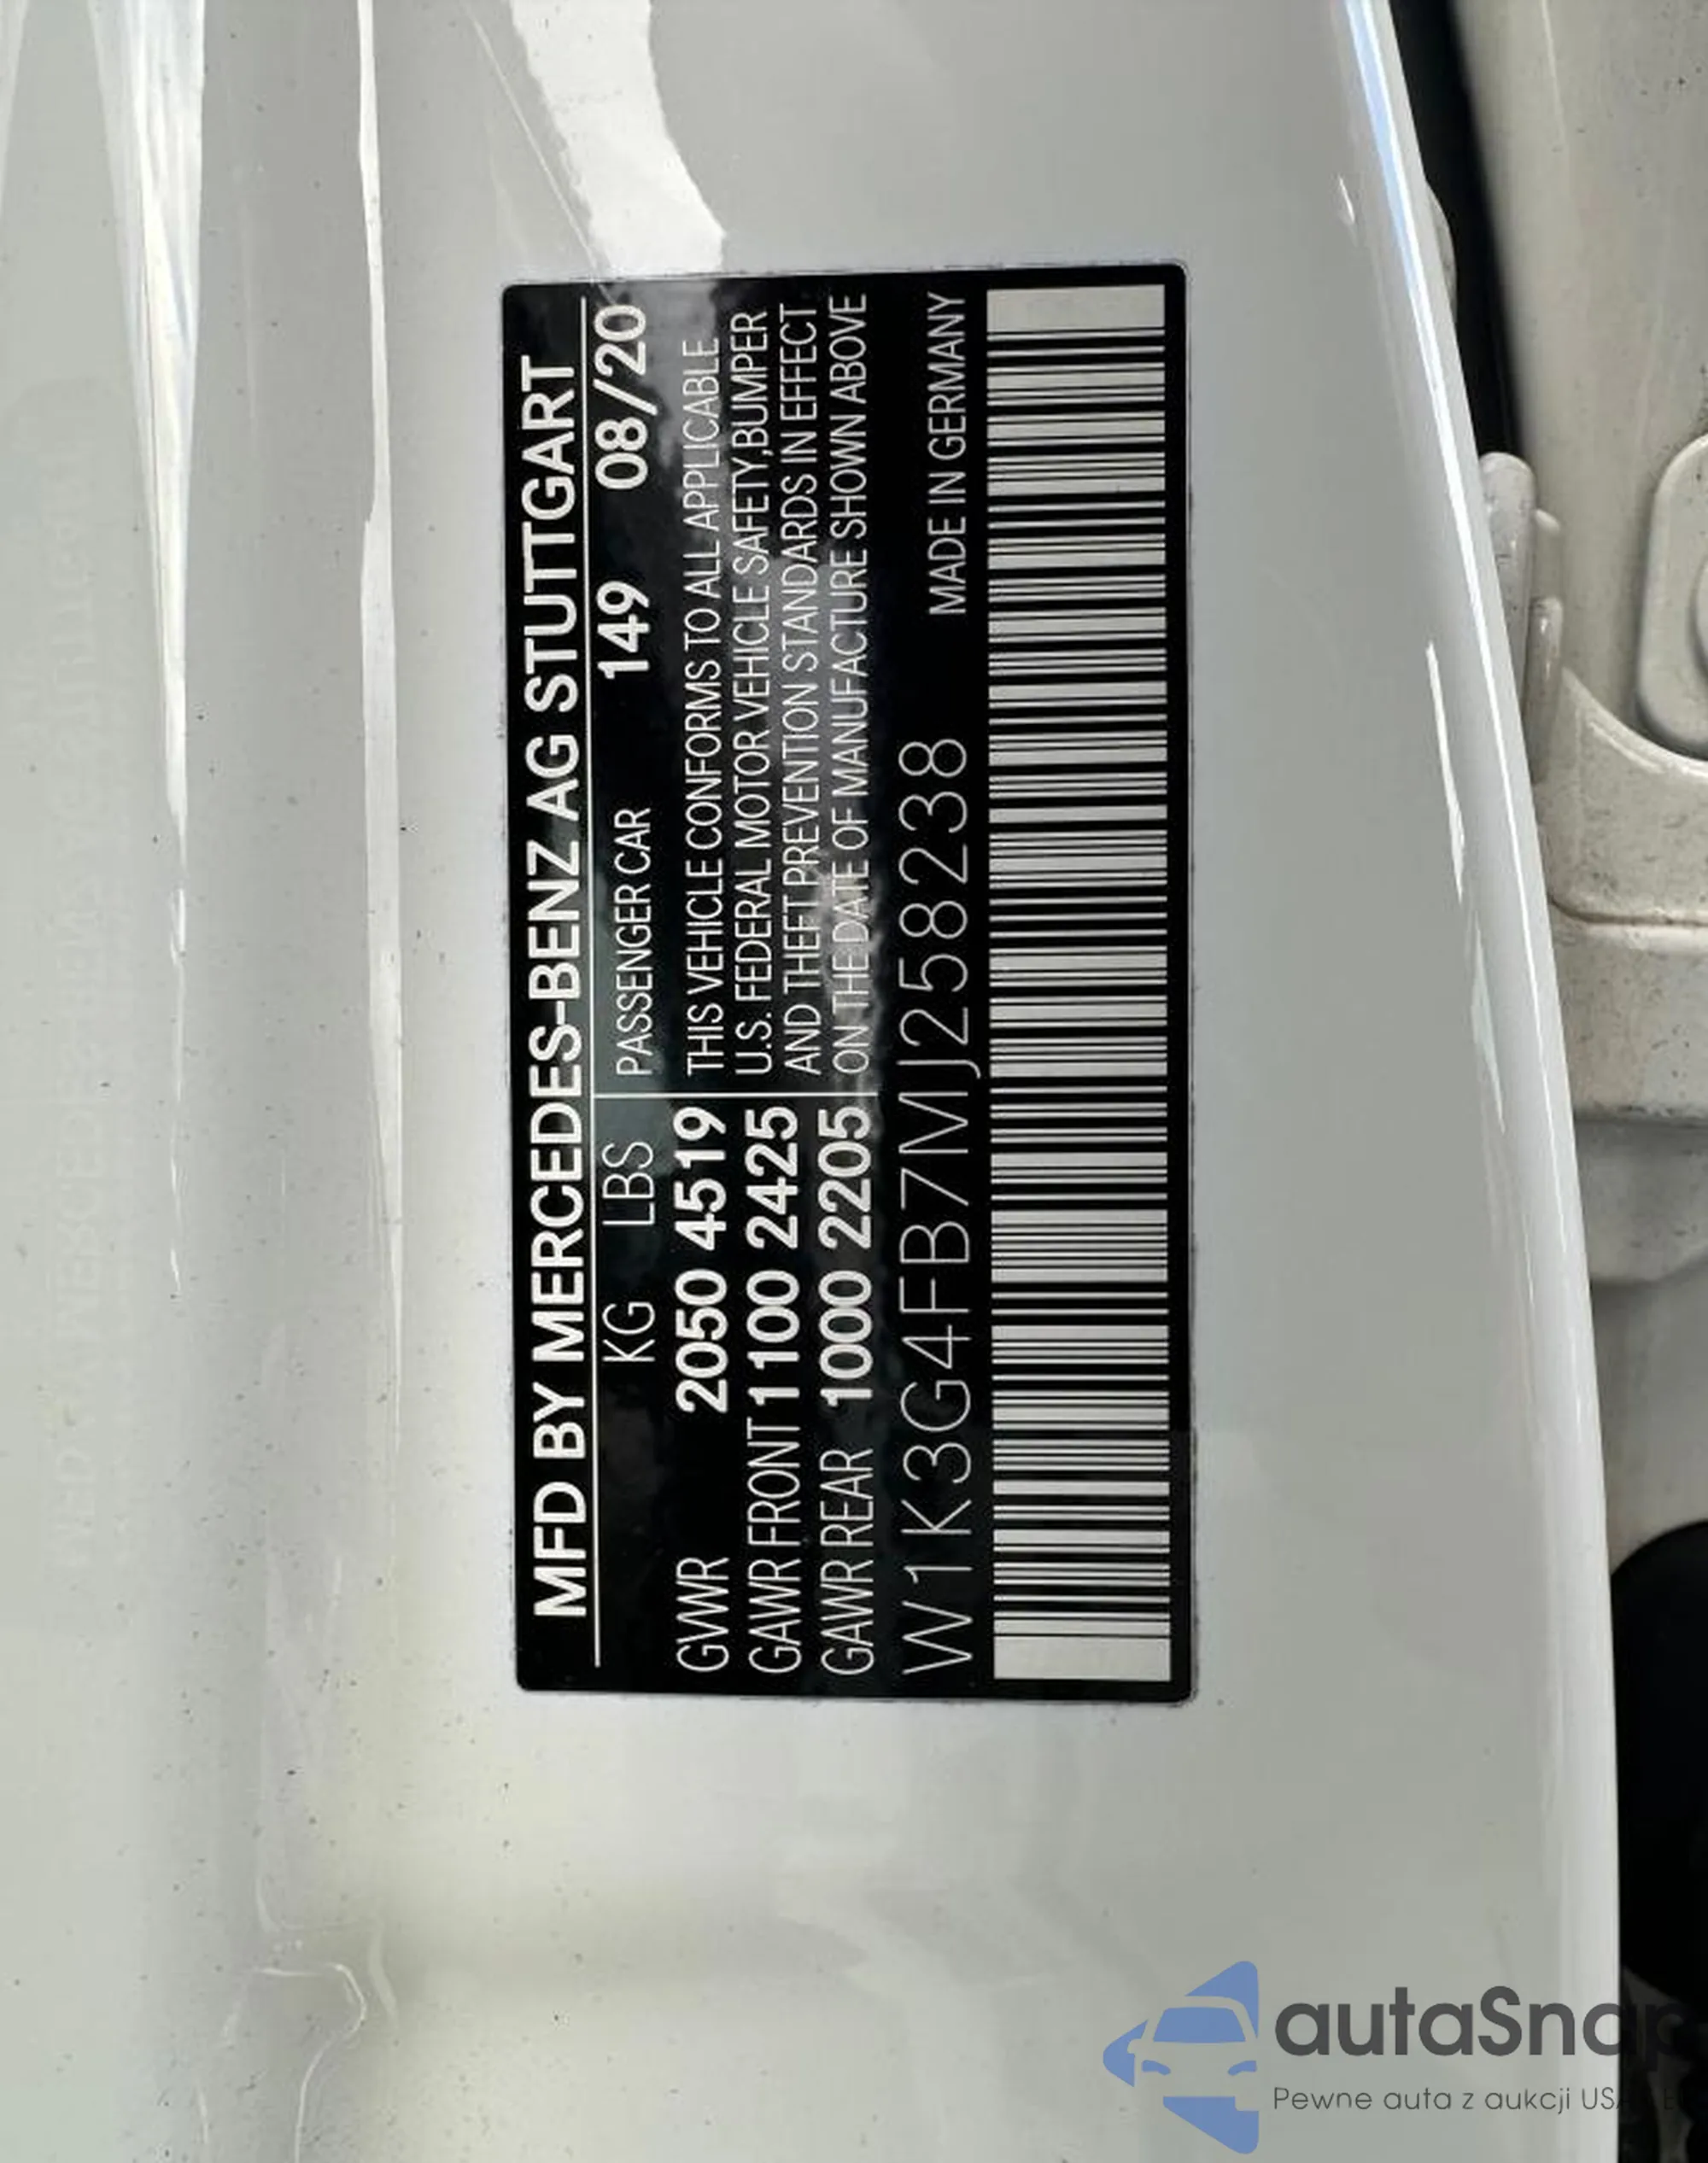 MFD BY MERCEDES-BENZ AG STUTTGART
KG LBS PASSENGER CAR 149 08/20
GVWR 2050 4519 THIS VEHICLE CONFORMS TO ALL APPLICABLE
U.S. FEDERAL MOTOR VEHICLE SAFETY,BUMPER
GAWR FRONT 1100 2425 AND THEFT PREVENTION STANDARDS IN EFFECT
GAWR REAR 1000 2205 ON THE DATE OF MANUFACTURE SHOWN ABOVE
W1K3G4FB7MJ258238 MADE IN GERMANY
autaSnap
Pewne auta z aukcji USA